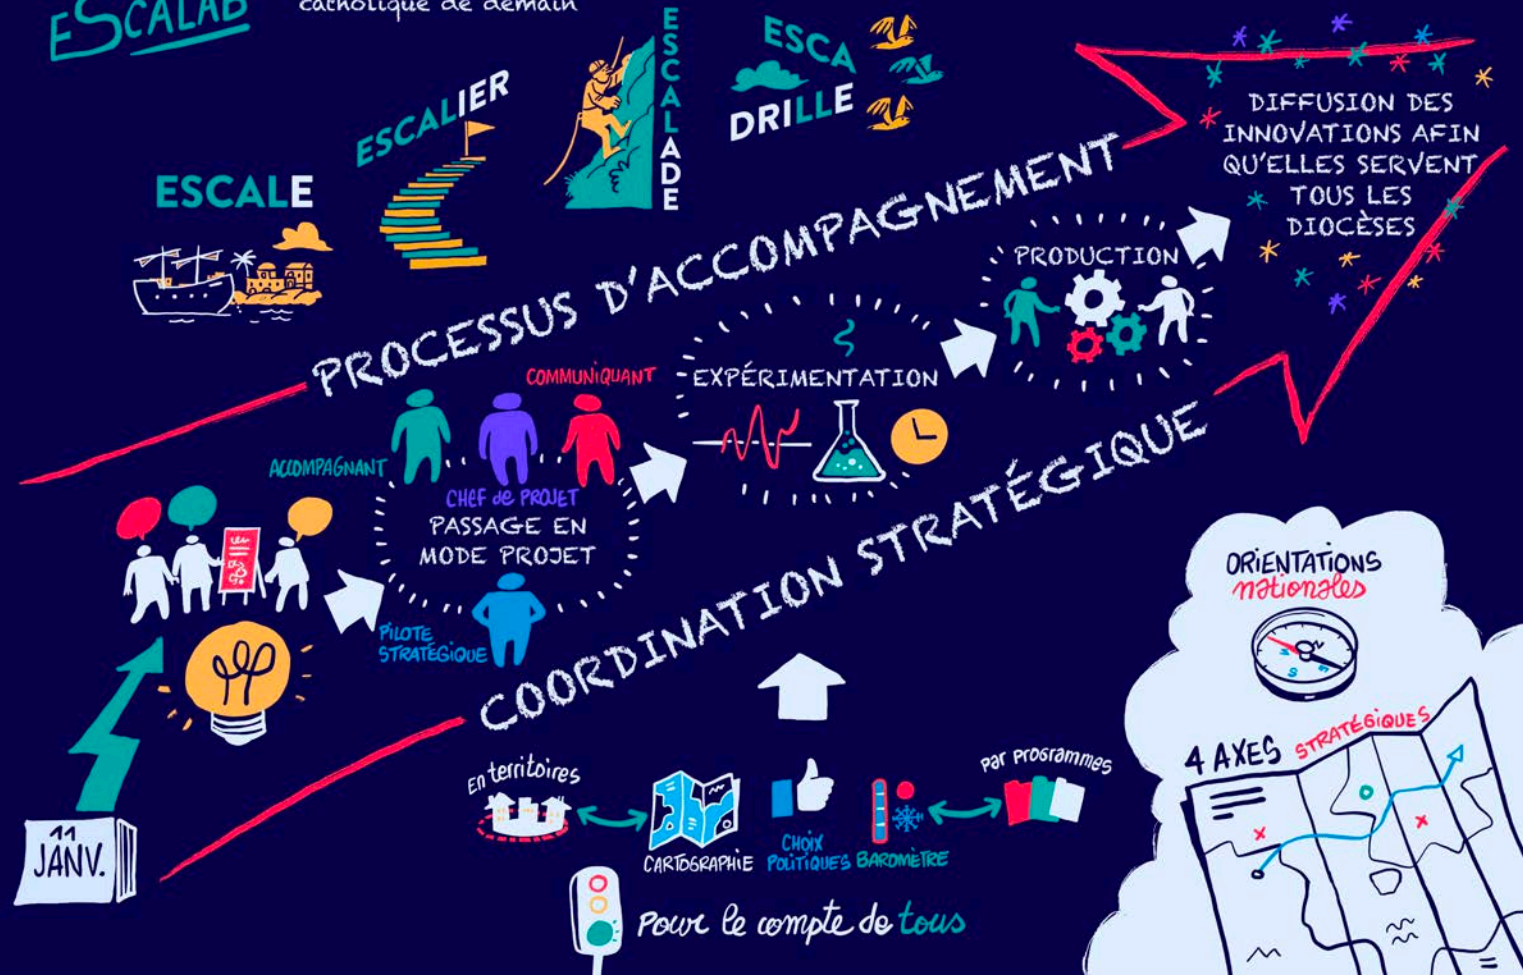 ESCALAB
catholique de demain
ESCALE
ESCALIER
ESCALADE
ESCA
DRILLE
PROCESSUS D'ACCOMPAGNEMENT
DIFFUSION DES
INNOVATIONS AFIN
QU'ELLES SERVENT
TOUS LES
DIOCÈSES
PRODUCTION
EXPÉRIMENTATION
COMMUNIQUANT
ACCOMPAGNANT
CHEF de PROJET
PASSAGE EN
MODE PROJET
PILOTE
STRATÉGIQUE
COORDINATION STRATÉGIQUE
11
JANV.
En territoires
CARTOGRAPHIE
CHOIX
POLITIQUES
BAROMÈTRE
Par programmes
Pour le compte de tous
ORIENTATIONS
nationales
4 AXES STRATÉGIQUES